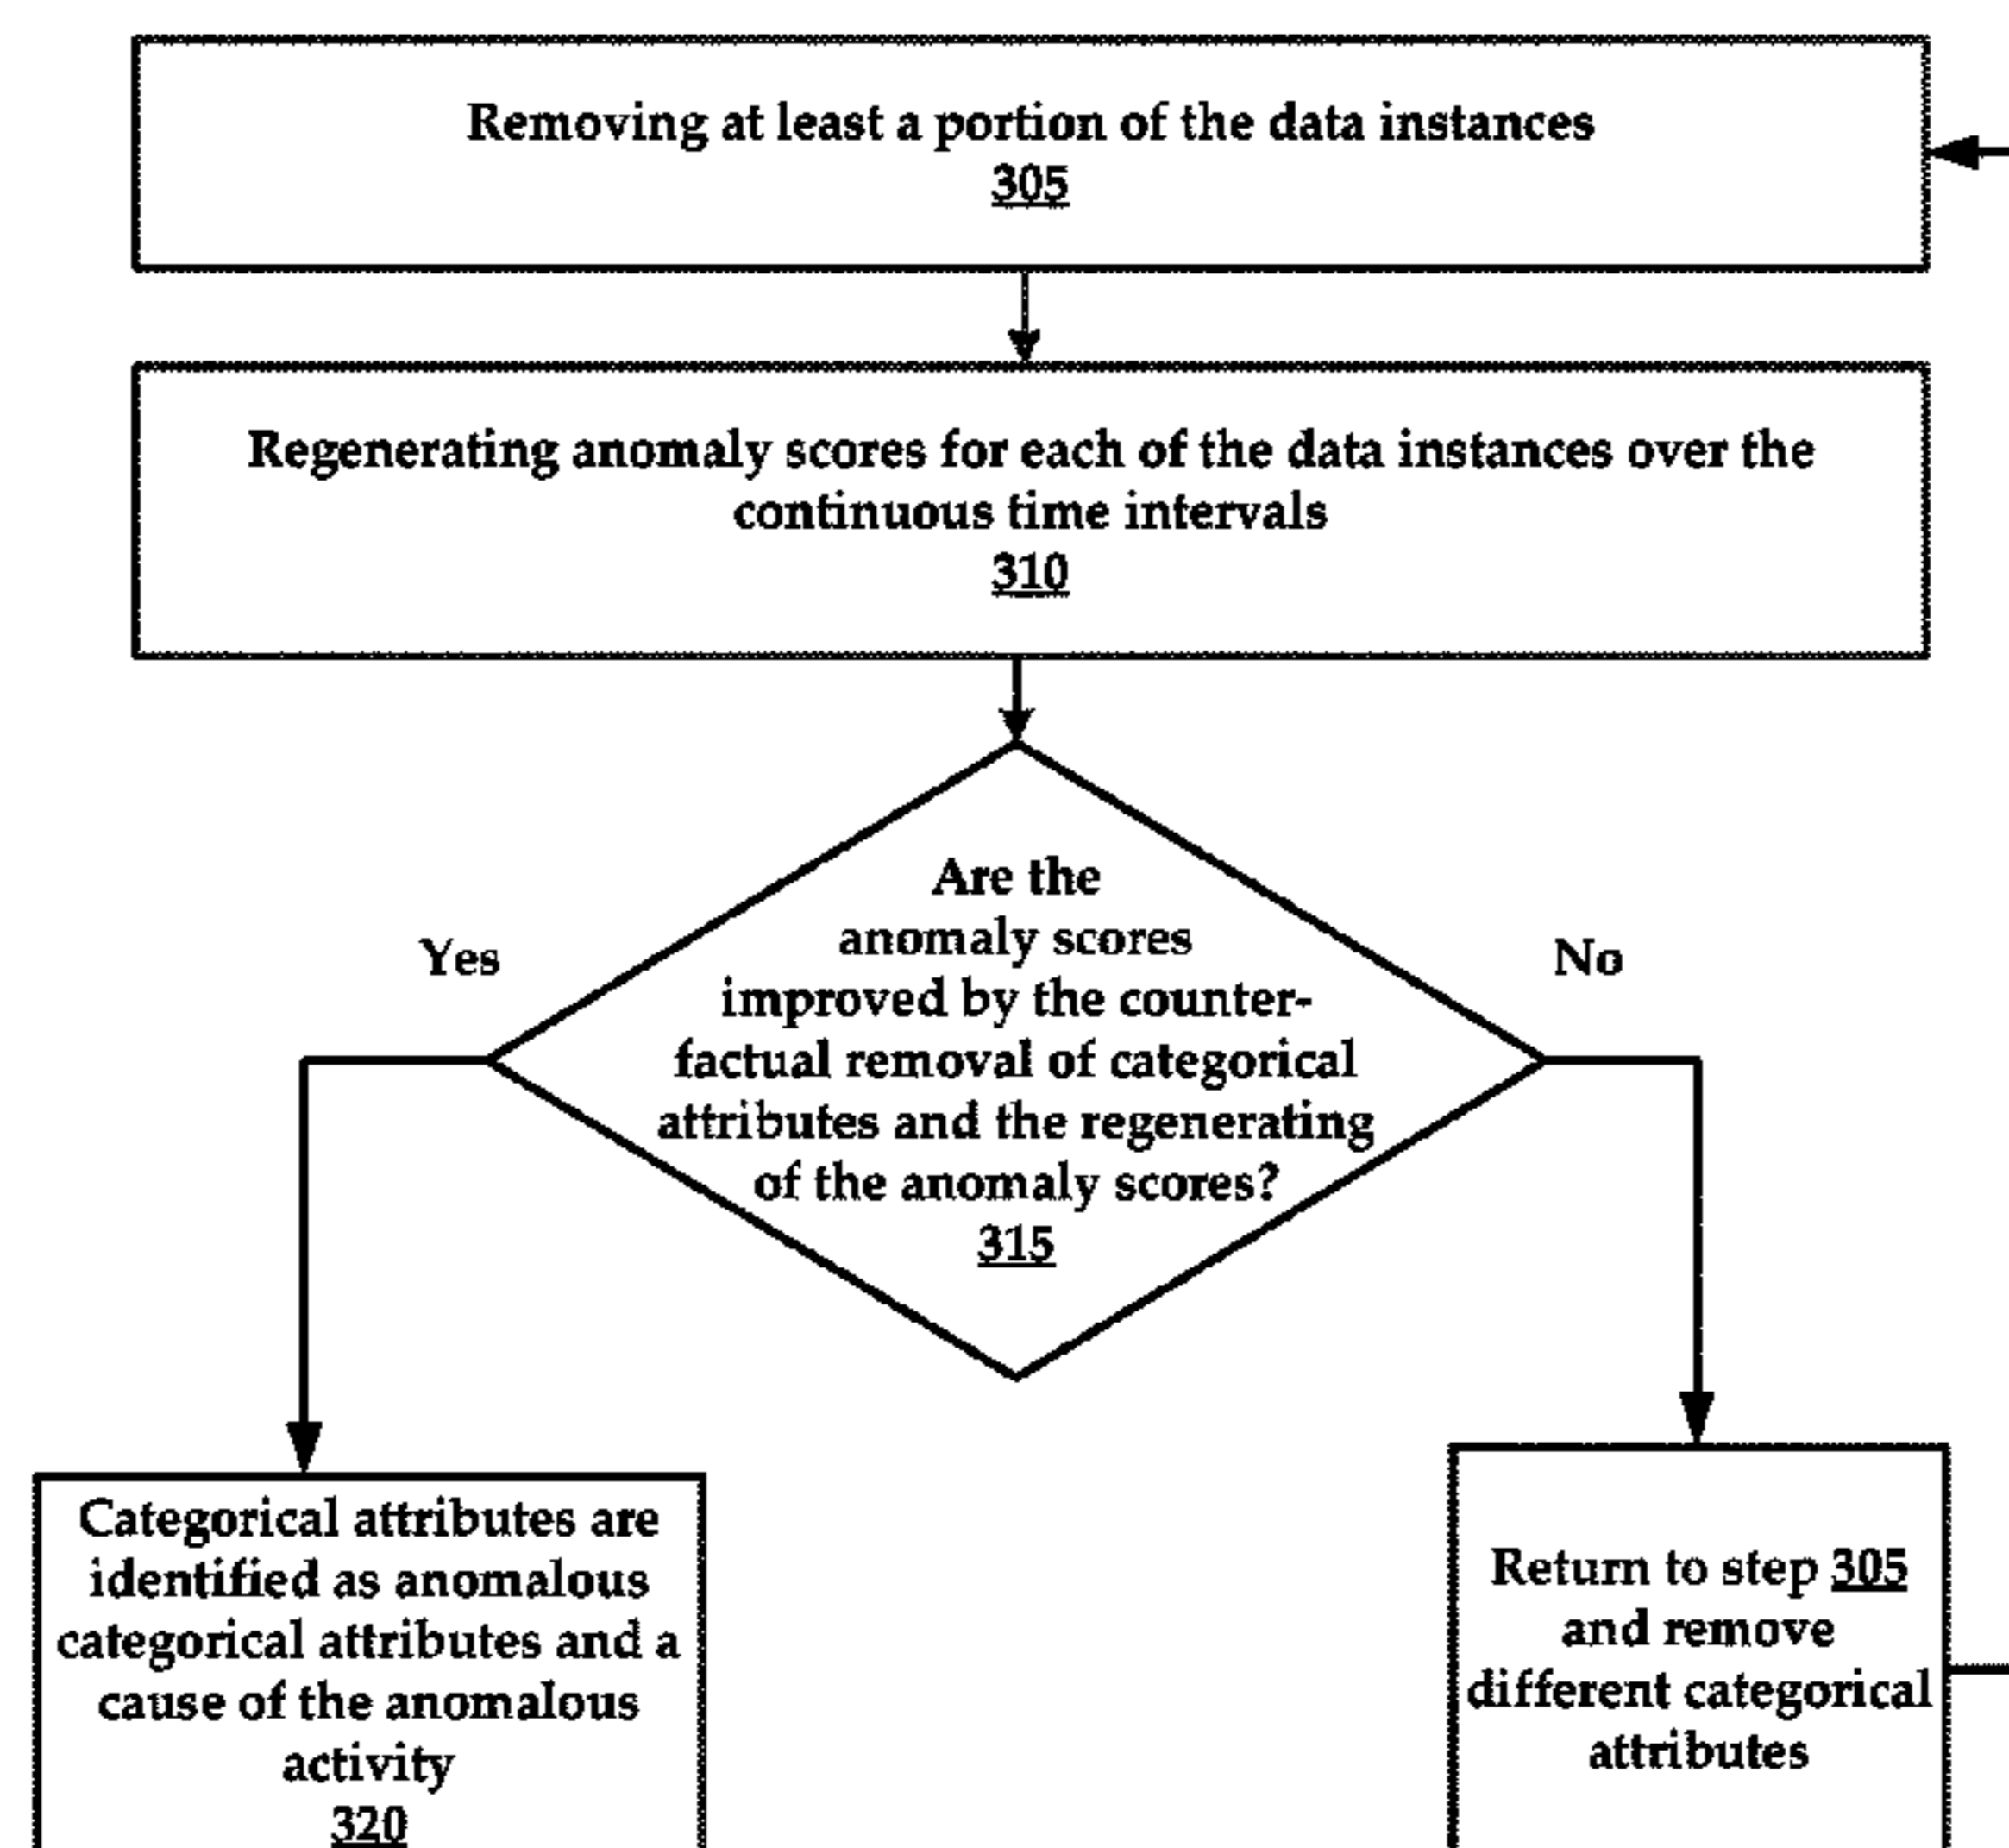 Removing at least a portion of the data instances
305
Regenerating anomaly scores for each of the data instances over the
continuous time intervals
310
Are the
anomaly scores
improved by the counter-
factual removal of categorical
attributes and the regenerating
of the anomaly scores?
315
Yes
No
Categorical attributes are
identified as anomalous
categorical attributes and a
cause of the anomalous
activity
320
Return to step 305
and remove
different categorical
attributes